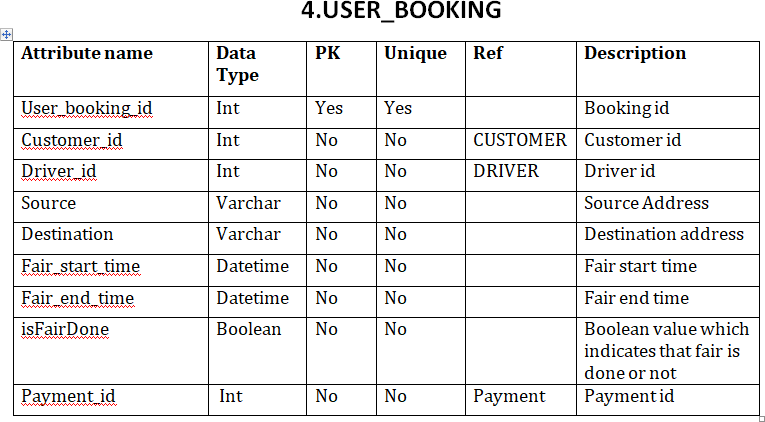 4.USER_BOOKING
Attribute name Data Type PK Unique Ref Description
User_booking_id Int Yes Yes Booking id
Customer_id Int No No CUSTOMER Customer id
Driver_id Int No No DRIVER Driver id
Source Varchar No No Source Address
Destination Varchar No No Destination address
Fair_start_time Datetime No No Fair start time
Fair_end_time Datetime No No Fair end time
isFairDone Boolean No No Boolean value which
indicates that fair is
done or not
Payment_id Int No No Payment Payment id